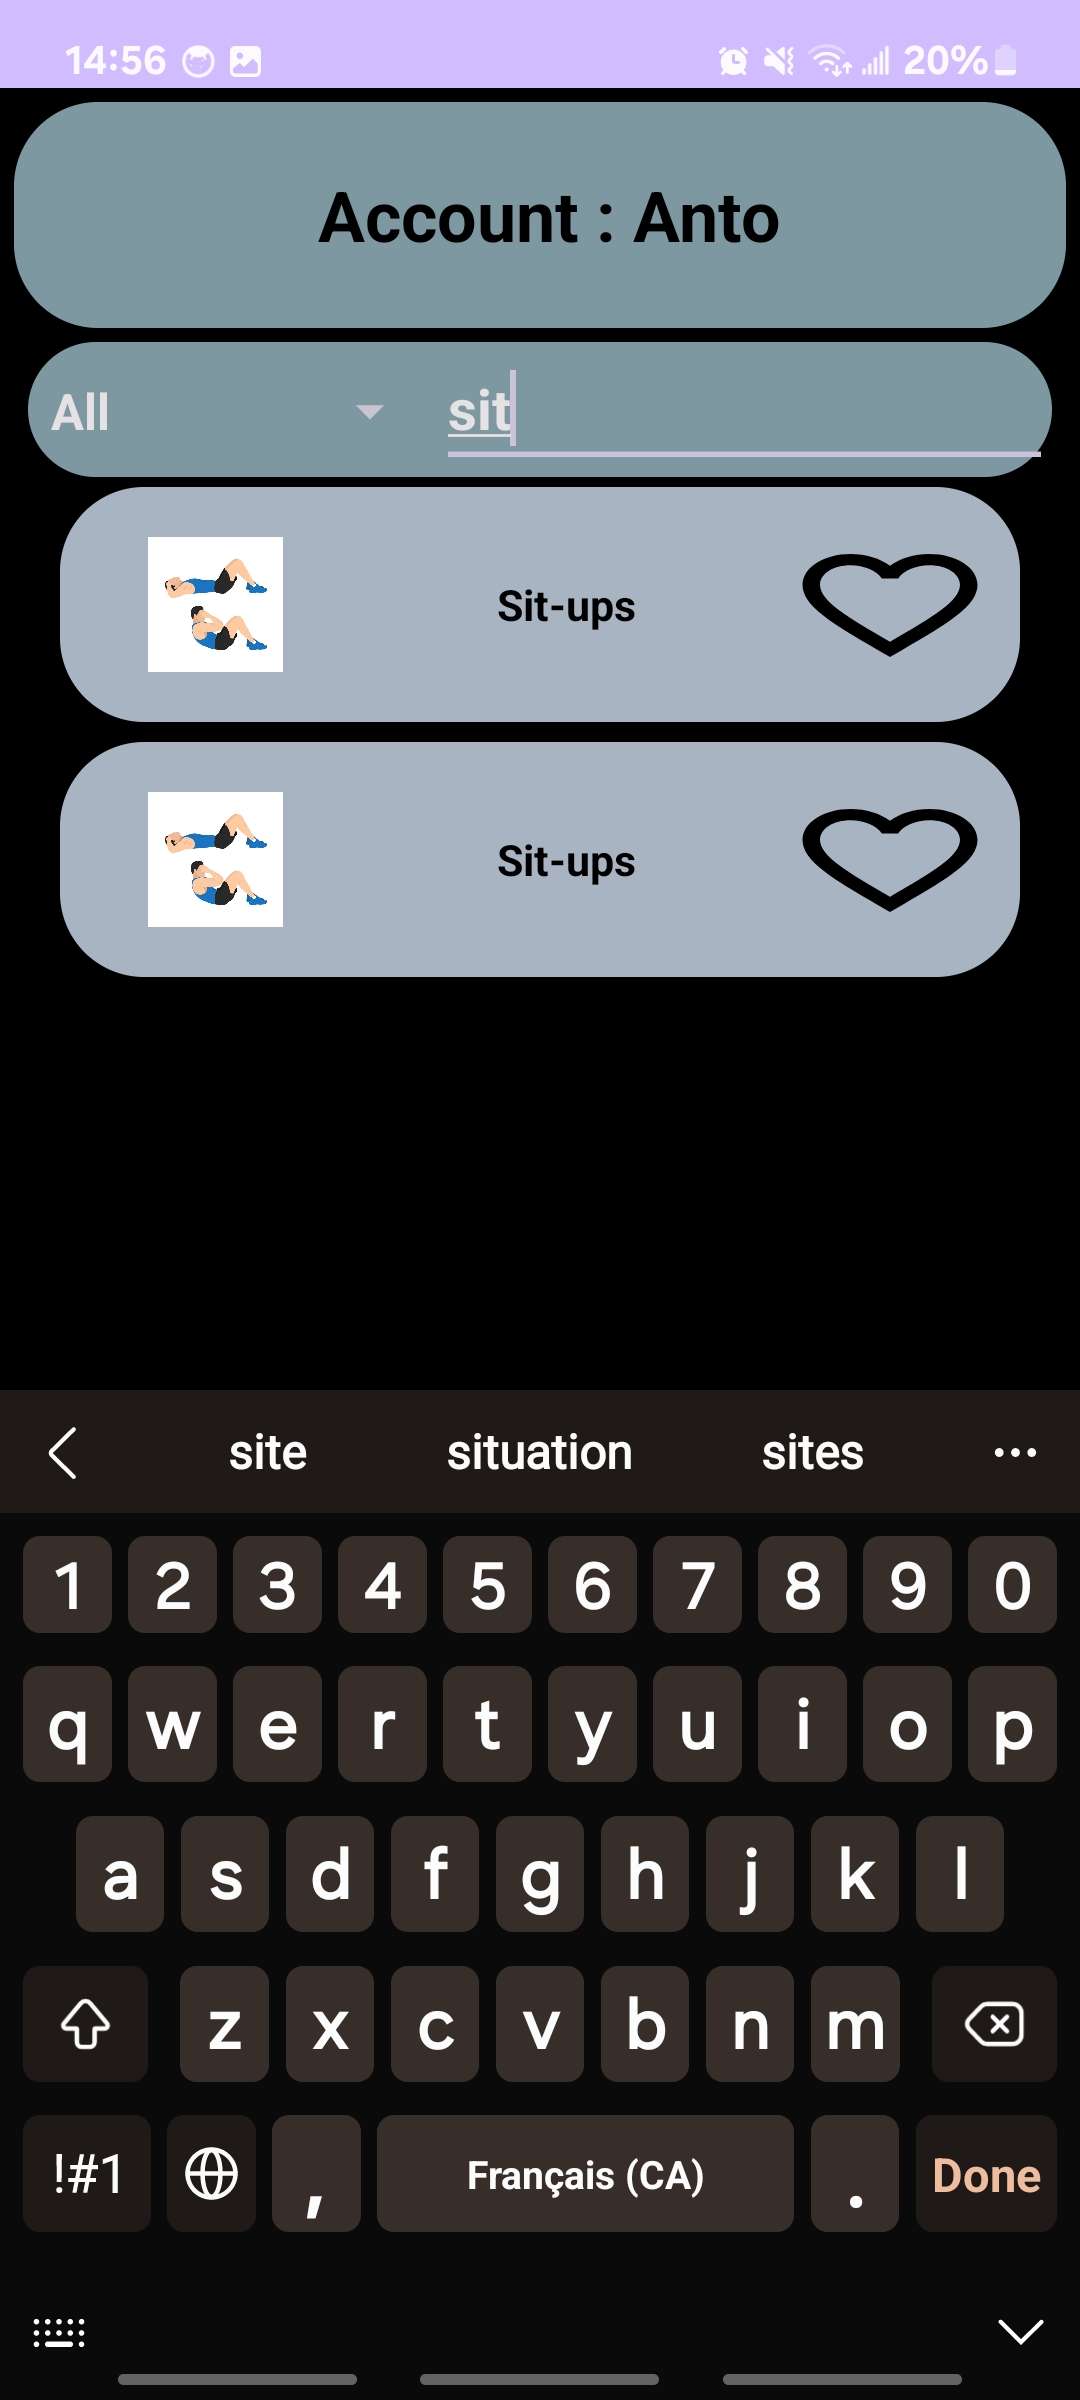 14:56 20%
Account : Anto
All sit
Sit-ups
Sit-ups
site situation sites
1 2 3 4 5 6 7 8 9 0
q w e r t y u i o p
a s d f g h j k l
z x c v b n m
!#1 , Français (CA) . Done